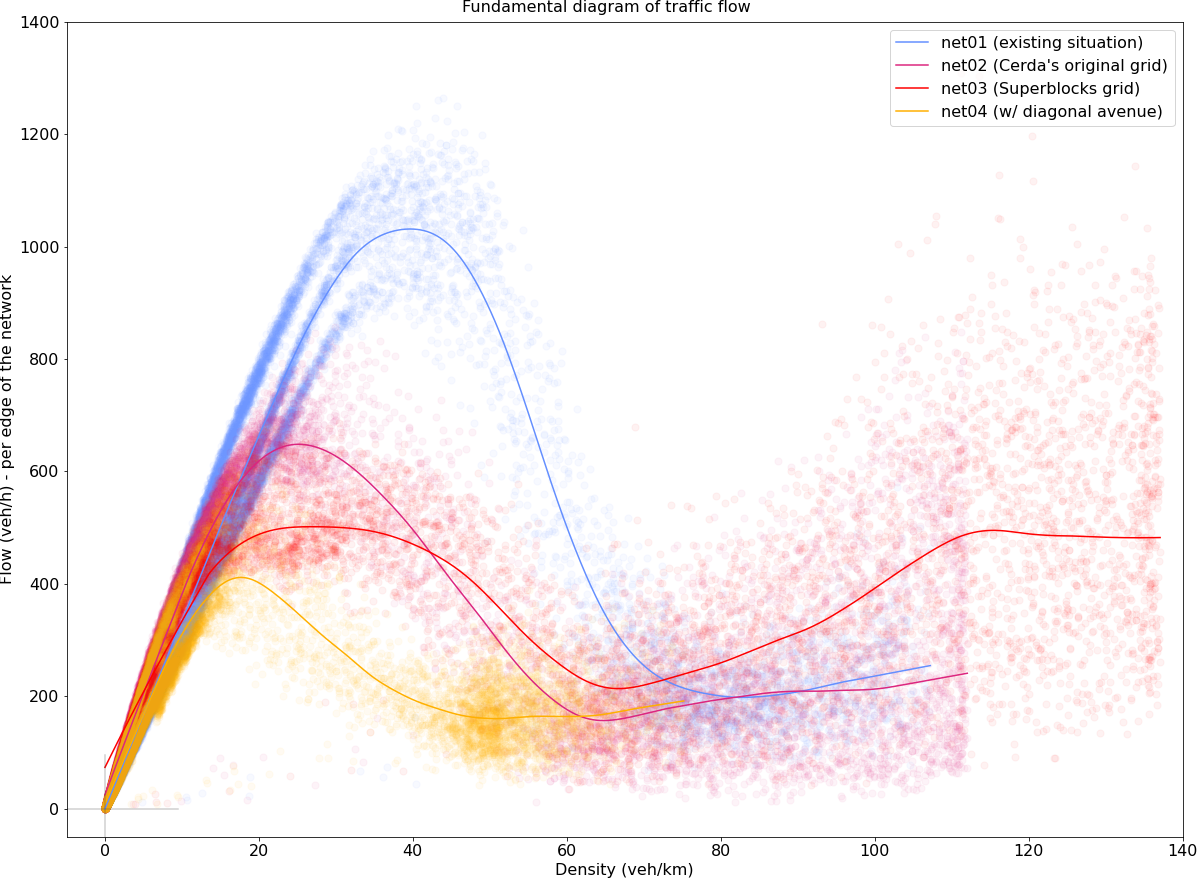 Fundamental diagram of traffic flow
1400
1200
1000
800
600
400
200
0
Flow (veh/h) - per edge of the network
net01 (existing situation)
net02 (Cerda's original grid)
net03 (Superblocks grid)
net04 (w/ diagonal avenue)
0 20 40 60 80 100 120 140
Density (veh/km)